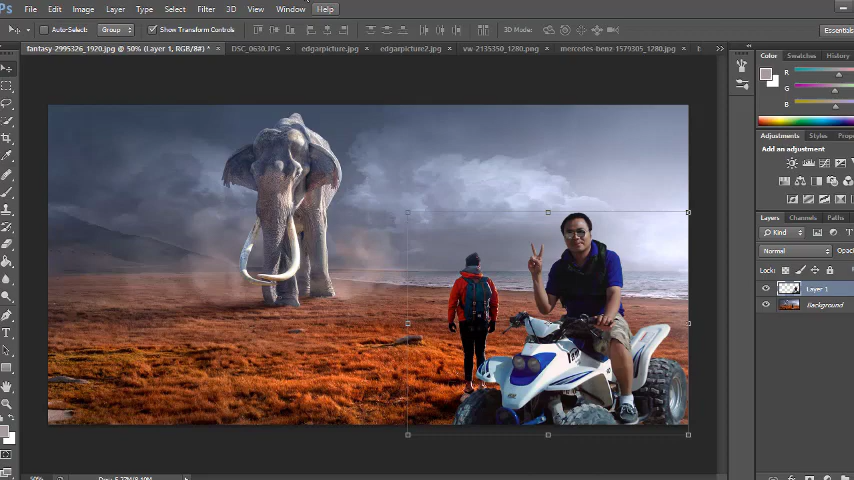 Ps File Edit Image Layer Type Select Filter 3D View Window Help
Auto-Select: Group Show Transform Controls 3D Mode: Essentials
fantasy-2995326_1920.jpg @ 50% (Layer 1, RGB/8#) * × DSC_0630.JPG × edgarpicture.jpg × edgarpicture2.jpg × vw-2135350_1280.png × mercedes-benz-1579305_1280.jpg ×
Color Swatches History
R
G
B
Adjustments Styles
Add an adjustment
Layers Channels Paths
Kind
Normal
Lock:
Layer 1
Background
50%